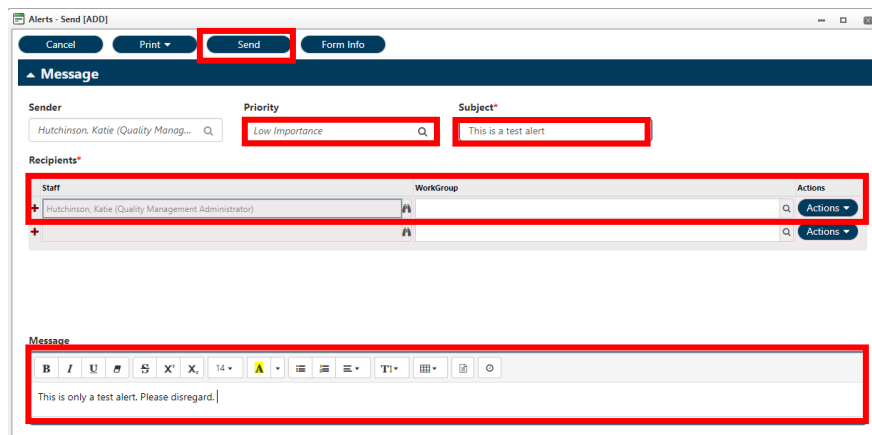 Alerts - Send [ADD]
Cancel Print Send Form Info
Message
Sender Priority Subject*
Hutchinson, Katie (Quality Manag... Low Importance This is a test alert
Recipients*
Staff WorkGroup Actions
Hutchinson, Katie (Quality Management Administrator) Actions
Actions
Message
B I U S X² X₂ 14 A T
This is only a test alert. Please disregard.